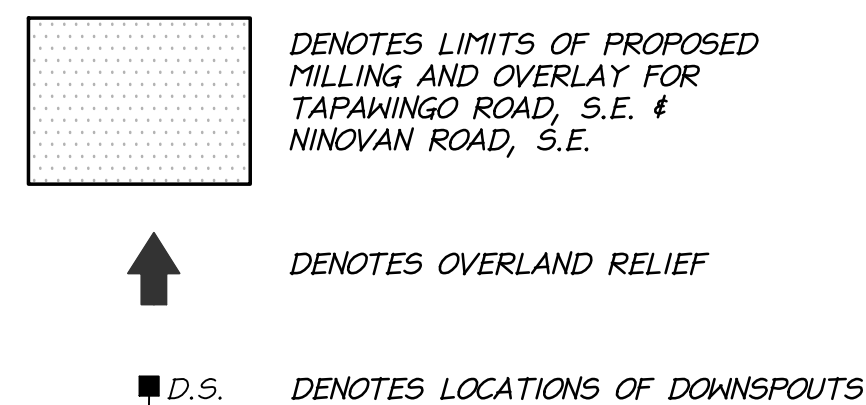 DENOTES LIMITS OF PROPOSED
MILLING AND OVERLAY FOR
TAPAWINGO ROAD, S.E. &
NINOVAN ROAD, S.E.
DENOTES OVERLAND RELIEF
D.S. DENOTES LOCATIONS OF DOWNSPOUTS